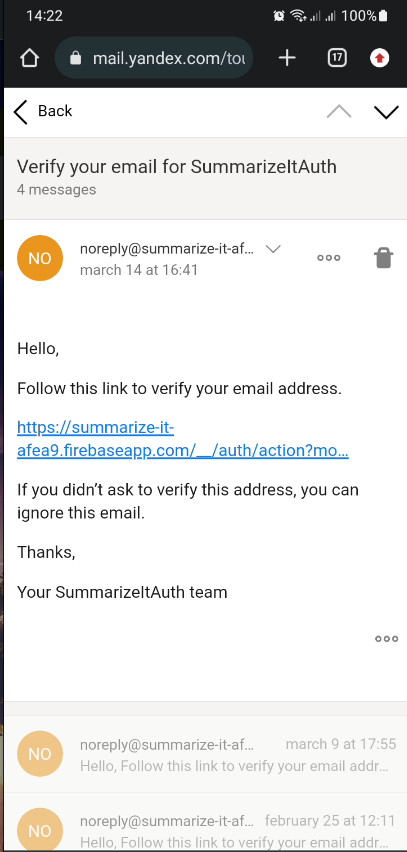 14:22 100%
mail.yandex.com/tou 17
Back
Verify your email for SummarizeItAuth
4 messages
NO
noreply@summarize-it-af...
march 14 at 16:41
Hello,
Follow this link to verify your email address.
https://summarize-it-
afea9.firebaseapp.com/__/auth/action?mo...
If you didn't ask to verify this address, you can
ignore this email.
Thanks,
Your SummarizeItAuth team
NO
noreply@summarize-it-af... march 9 at 17:55
Hello, Follow this link to verify your email addr...
NO
noreply@summarize-it-af... february 25 at 12:11
Hello, Follow this link to verify your email addr...